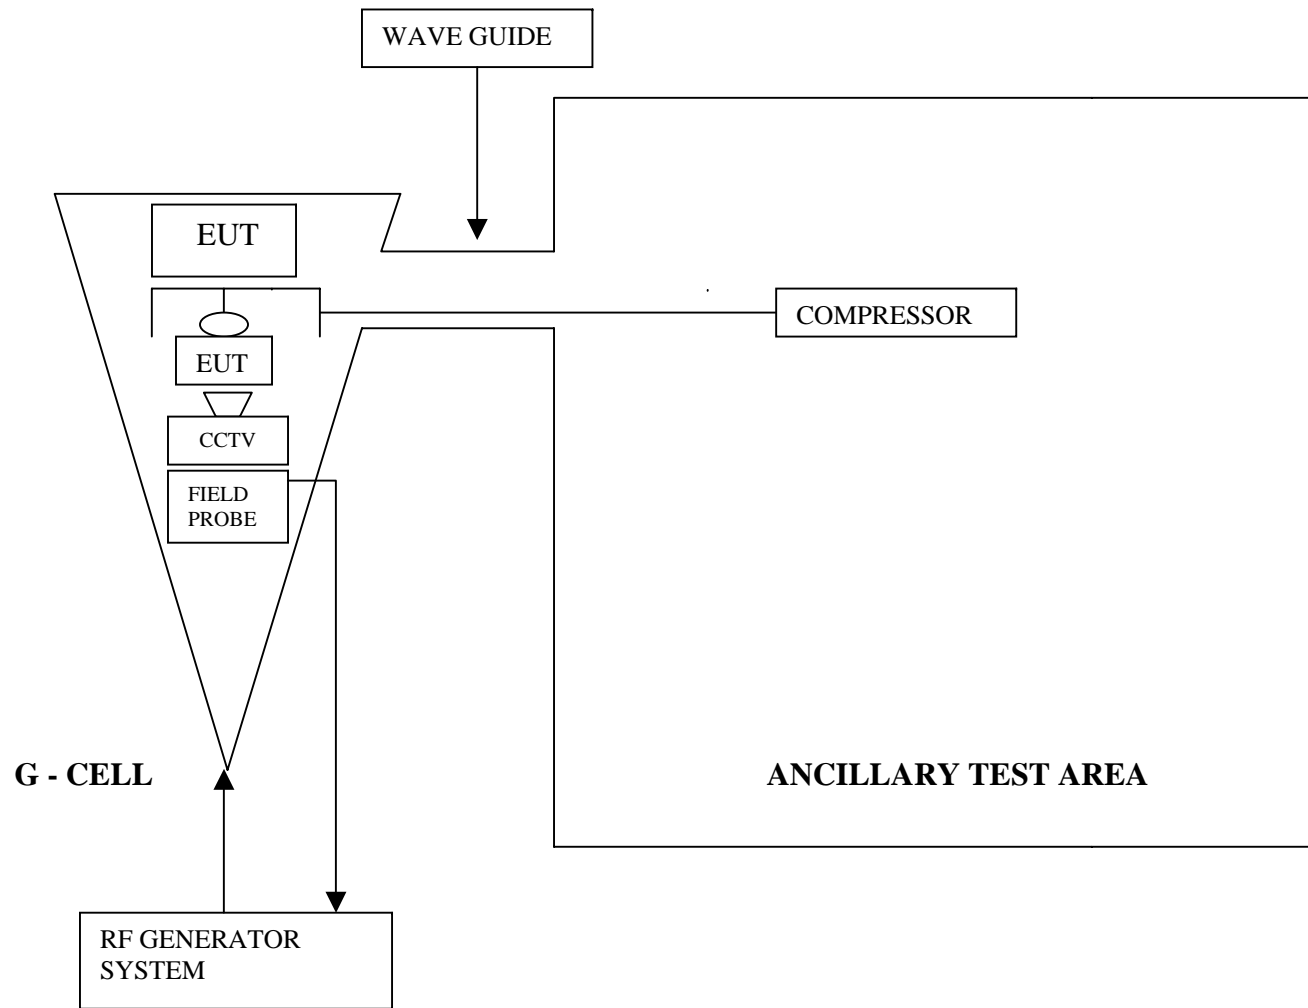 WAVE GUIDE
EUT
COMPRESSOR
EUT
CCTV
FIELD
PROBE
G - CELL
ANCILLARY TEST AREA
RF GENERATOR
SYSTEM